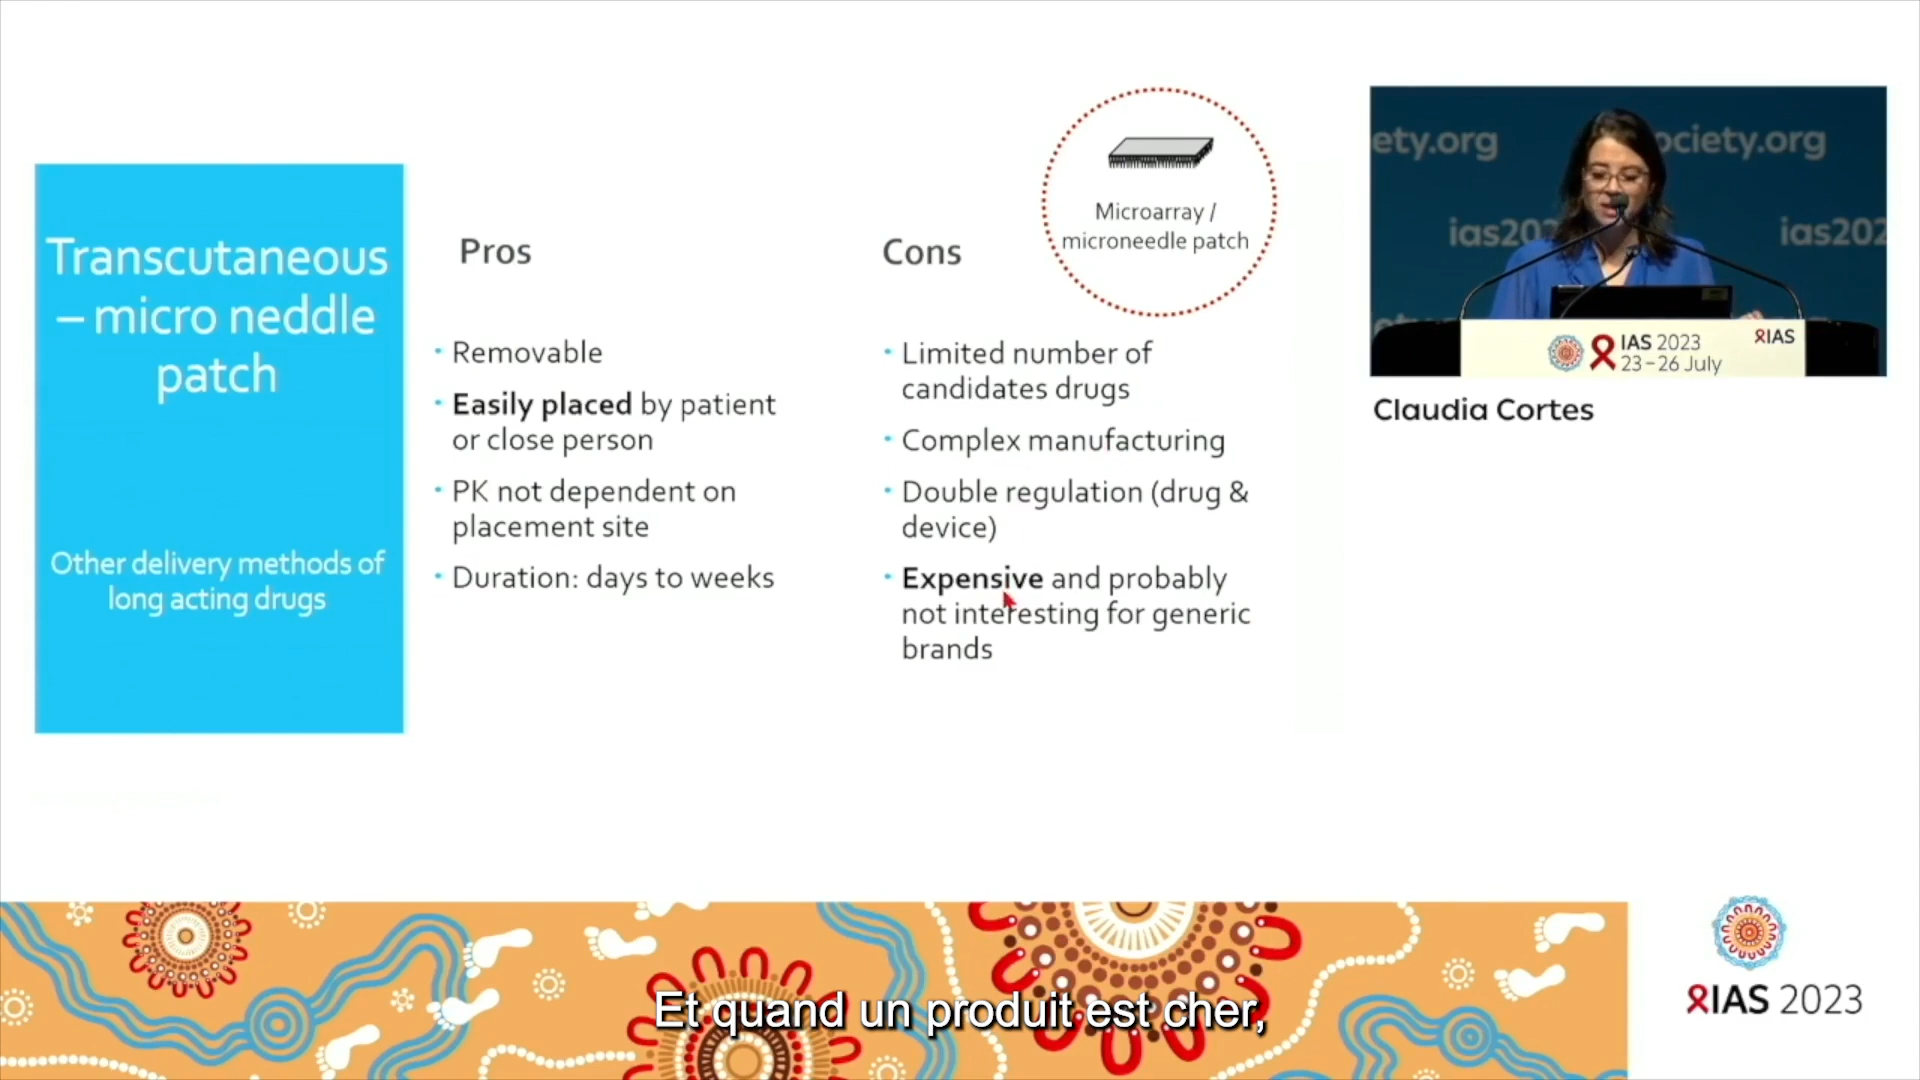 Transcutaneous
– micro neddle
patch
Other delivery methods of
long acting drugs
Pros
Removable
Easily placed by patient
or close person
PK not dependent on
placement site
Duration: days to weeks
Cons
Limited number of
candidates drugs
Complex manufacturing
Double regulation (drug &
device)
Expensive and probably
not interesting for generic
brands
Microarray /
microneedle patch
ety.org
ociety.org
ias202
ias202
IAS 2023
23–26 July
IAS
Claudia Cortes
Et quand un produit est cher,
IAS 2023